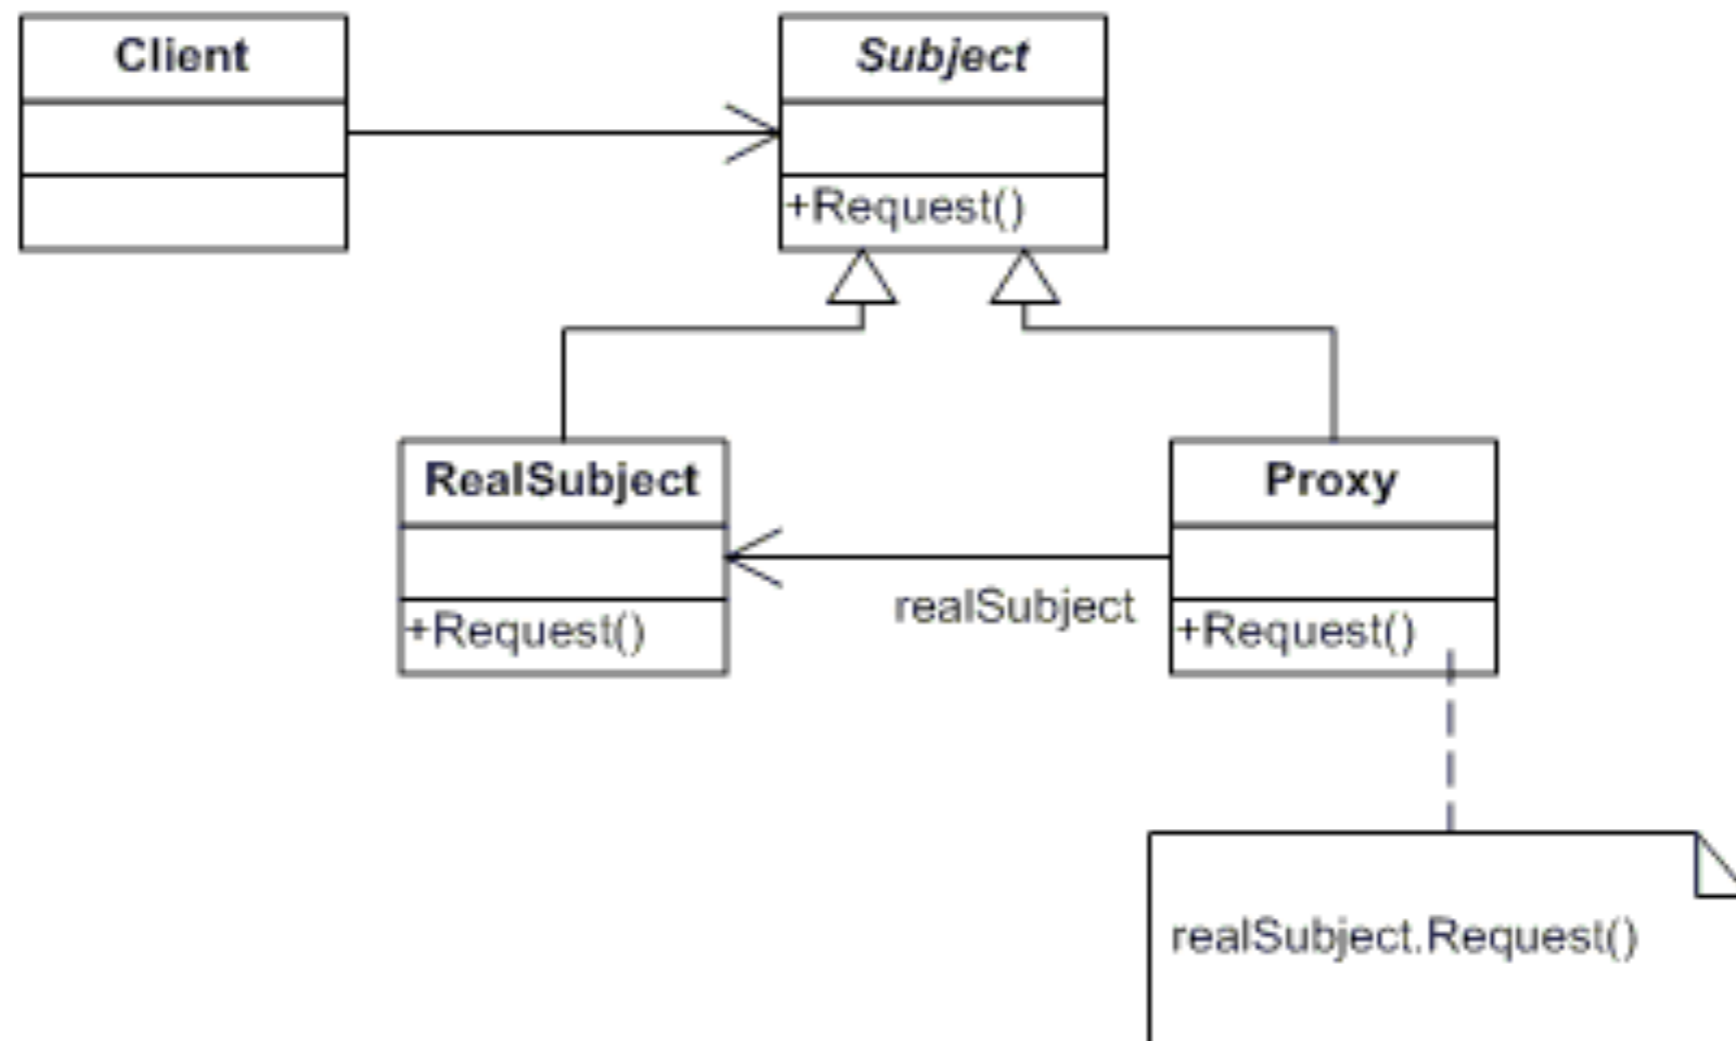 Client
Subject
+Request()
RealSubject
+Request()
realSubject
Proxy
+Request()
realSubject.Request()